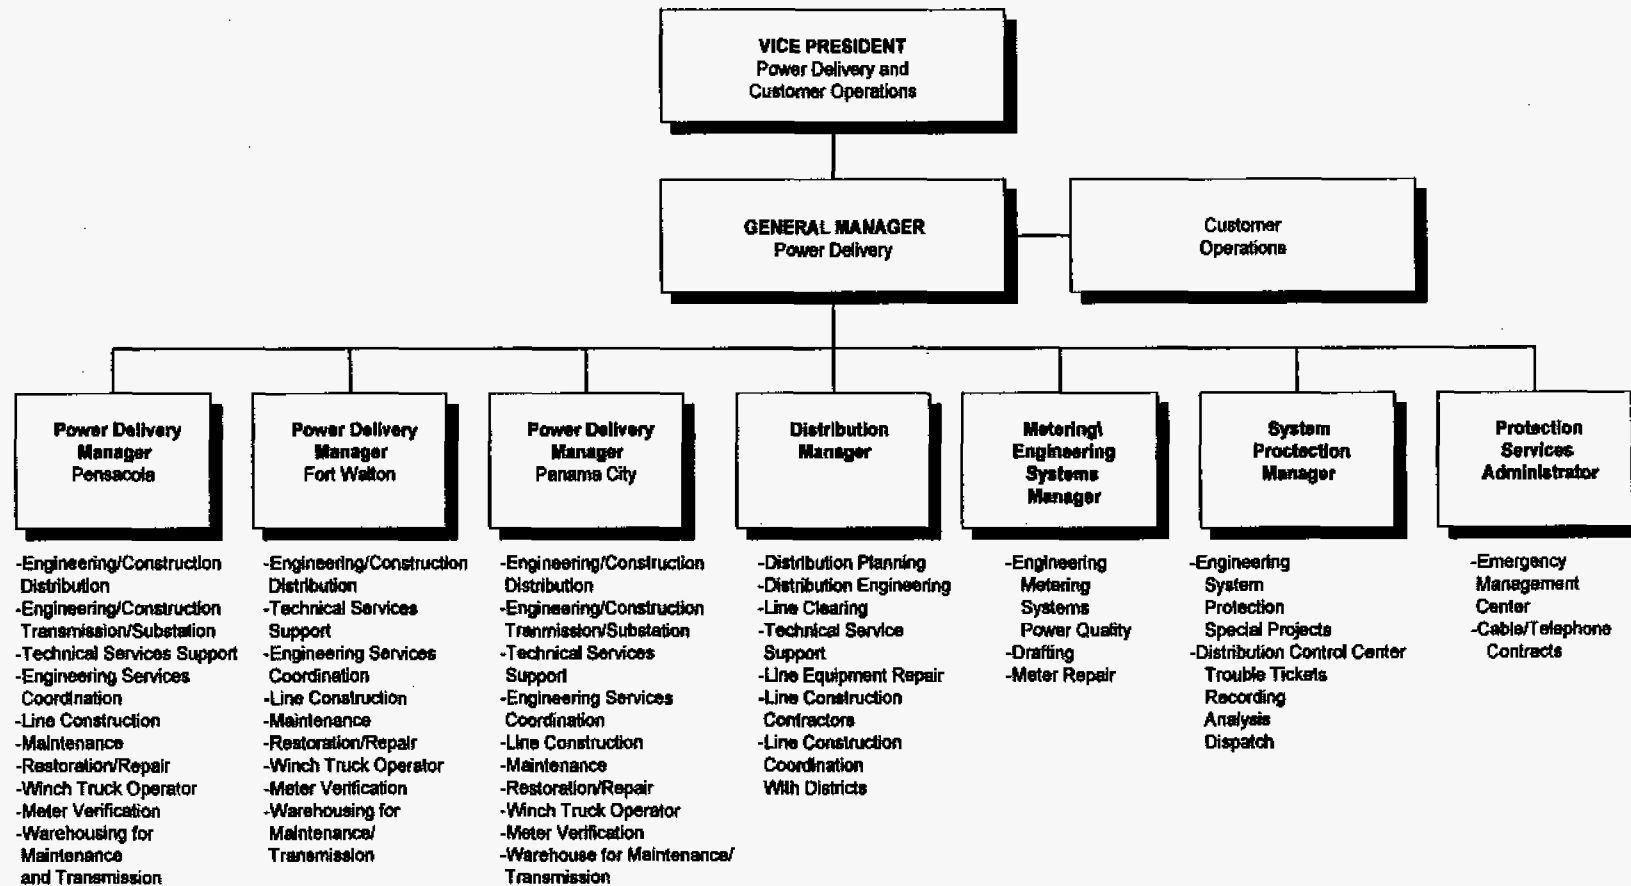 VICE PRESIDENT
Power Delivery and
Customer Operations
GENERAL MANAGER
Power Delivery
Customer
Operations
Power Delivery
Manager
Pensacola
-Engineering/Construction
Distribution
-Engineering/Construction
Transmission/Substation
-Technical Services Support
-Engineering Services
Coordination
-Line Construction
-Maintenance
-Restoration/Repair
-Winch Truck Operator
-Meter Verification
-Warehousing for
Maintenance
and Transmission
Power Delivery
Manager
Fort Walton
-Engineering/Construction
Distribution
-Technical Services
Support
-Engineering Services
Coordination
-Line Construction
-Maintenance
-Restoration/Repair
-Winch Truck Operator
-Meter Verification
-Warehousing for
Maintenance/
Transmission
Power Delivery
Manager
Panama City
-Engineering/Construction
Distribution
-Engineering/Construction
Tranmission/Substation
-Technical Services
Support
-Engineering Services
Coordination
-Line Construction
-Maintenance
-Restoration/Repair
-Winch Truck Operator
-Meter Verification
-Warehouse for Maintenance/
Transmission
Distribution
Manager
-Distribution Planning
-Distribution Engineering
-Line Clearing
-Technical Service
Support
-Line Equipment Repair
-Line Construction
Contractors
-Line Construction
Coordination
With Districts
Metering\
Engineering
Systems
Manager
-Engineering
Metering
Systems
Power Quality
-Drafting
-Meter Repair
System
Proctection
Manager
-Engineering
System
Protection
Special Projects
-Distribution Control Center
Trouble Tickets
Recording
Analysis
Dispatch
Protection
Services
Administrator
-Emergency
Management
Center
-Cable/Telephone
Contracts